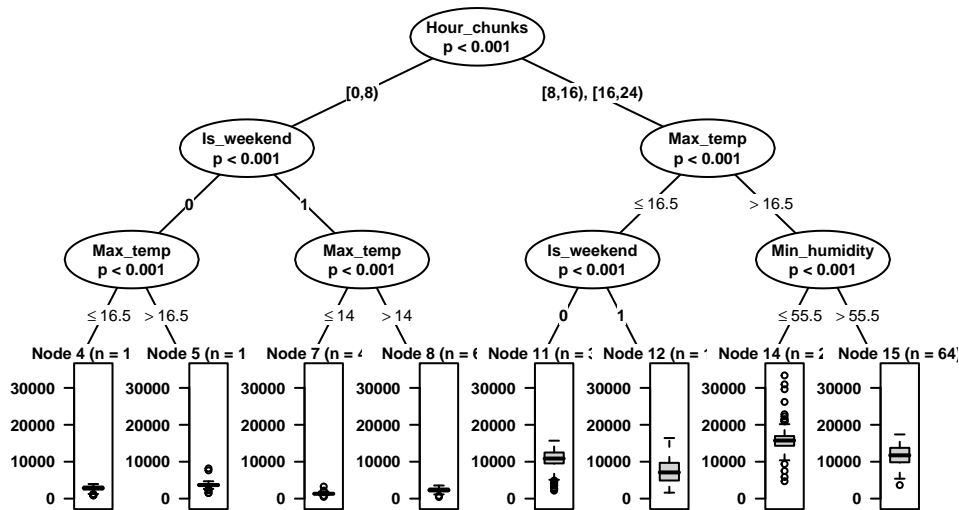 Hour_chunks
p < 0.001
[0,8)
[8,16), [16,24)
Is_weekend
p < 0.001
Max_temp
p < 0.001
0
1
≤ 16.5
> 16.5
Max_temp
p < 0.001
Max_temp
p < 0.001
Is_weekend
p < 0.001
Min_humidity
p < 0.001
≤ 16.5
> 16.5
≤ 14
> 14
0
1
≤ 55.5
> 55.5
Node 4 (n = 1
Node 5 (n = 1
Node 7 (n =
Node 8 (n =
Node 11 (n =
Node 12 (n =
Node 14 (n = 2
Node 15 (n = 64)
30000
20000
10000
0
30000
20000
10000
0
30000
20000
10000
0
30000
20000
10000
0
30000
20000
10000
0
30000
20000
10000
0
30000
20000
10000
0
30000
20000
10000
0